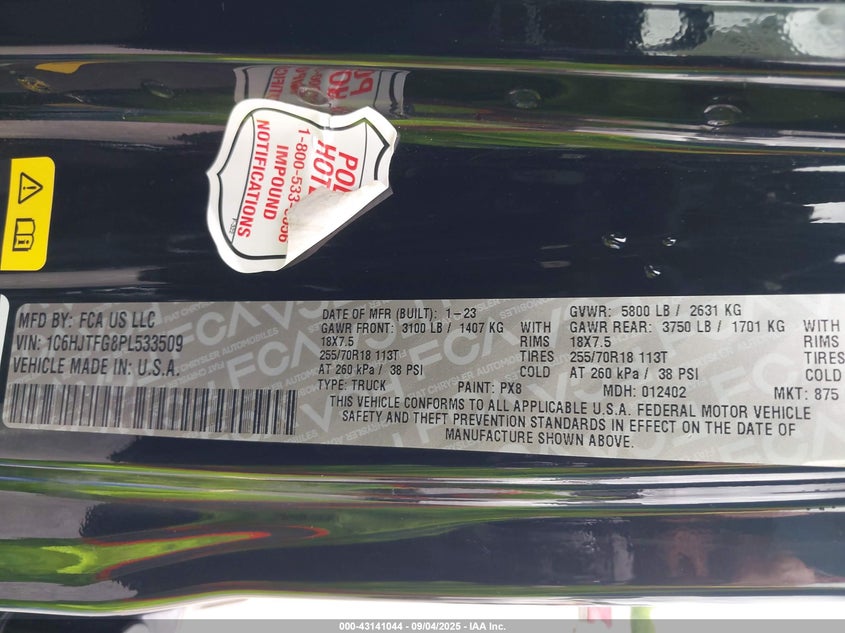 POL
HOT
1-800-533-
IMPOUND
NOTIFICATIONS
MFD BY: FCA US LLC
VIN: 1C6HJTFG8PL533509
VEHICLE MADE IN U.S.A.
DATE OF MFR (BUILT): 1-23
GVWR: 5800 LB / 2631 KG
GAWR FRONT: 3100 LB / 1407 KG WITH
GAWR REAR: 3750 LB / 1701 KG WITH
18X7.5 RIMS
18X7.5 RIMS
255/70R18 113T TIRES
255/70R18 113T TIRES
AT 260 kPa / 38 PSI COLD
AT 260 kPa / 38 PSI COLD
TYPE: TRUCK PAINT: PX8 MDH: 012402 MKT: 875
THIS VEHICLE CONFORMS TO ALL APPLICABLE U.S.A. FEDERAL MOTOR VEHICLE
SAFETY AND THEFT PREVENTION STANDARDS IN EFFECT ON THE DATE OF
MANUFACTURE SHOWN ABOVE.
000-43141044 - 09/04/2025 - IAA Inc.